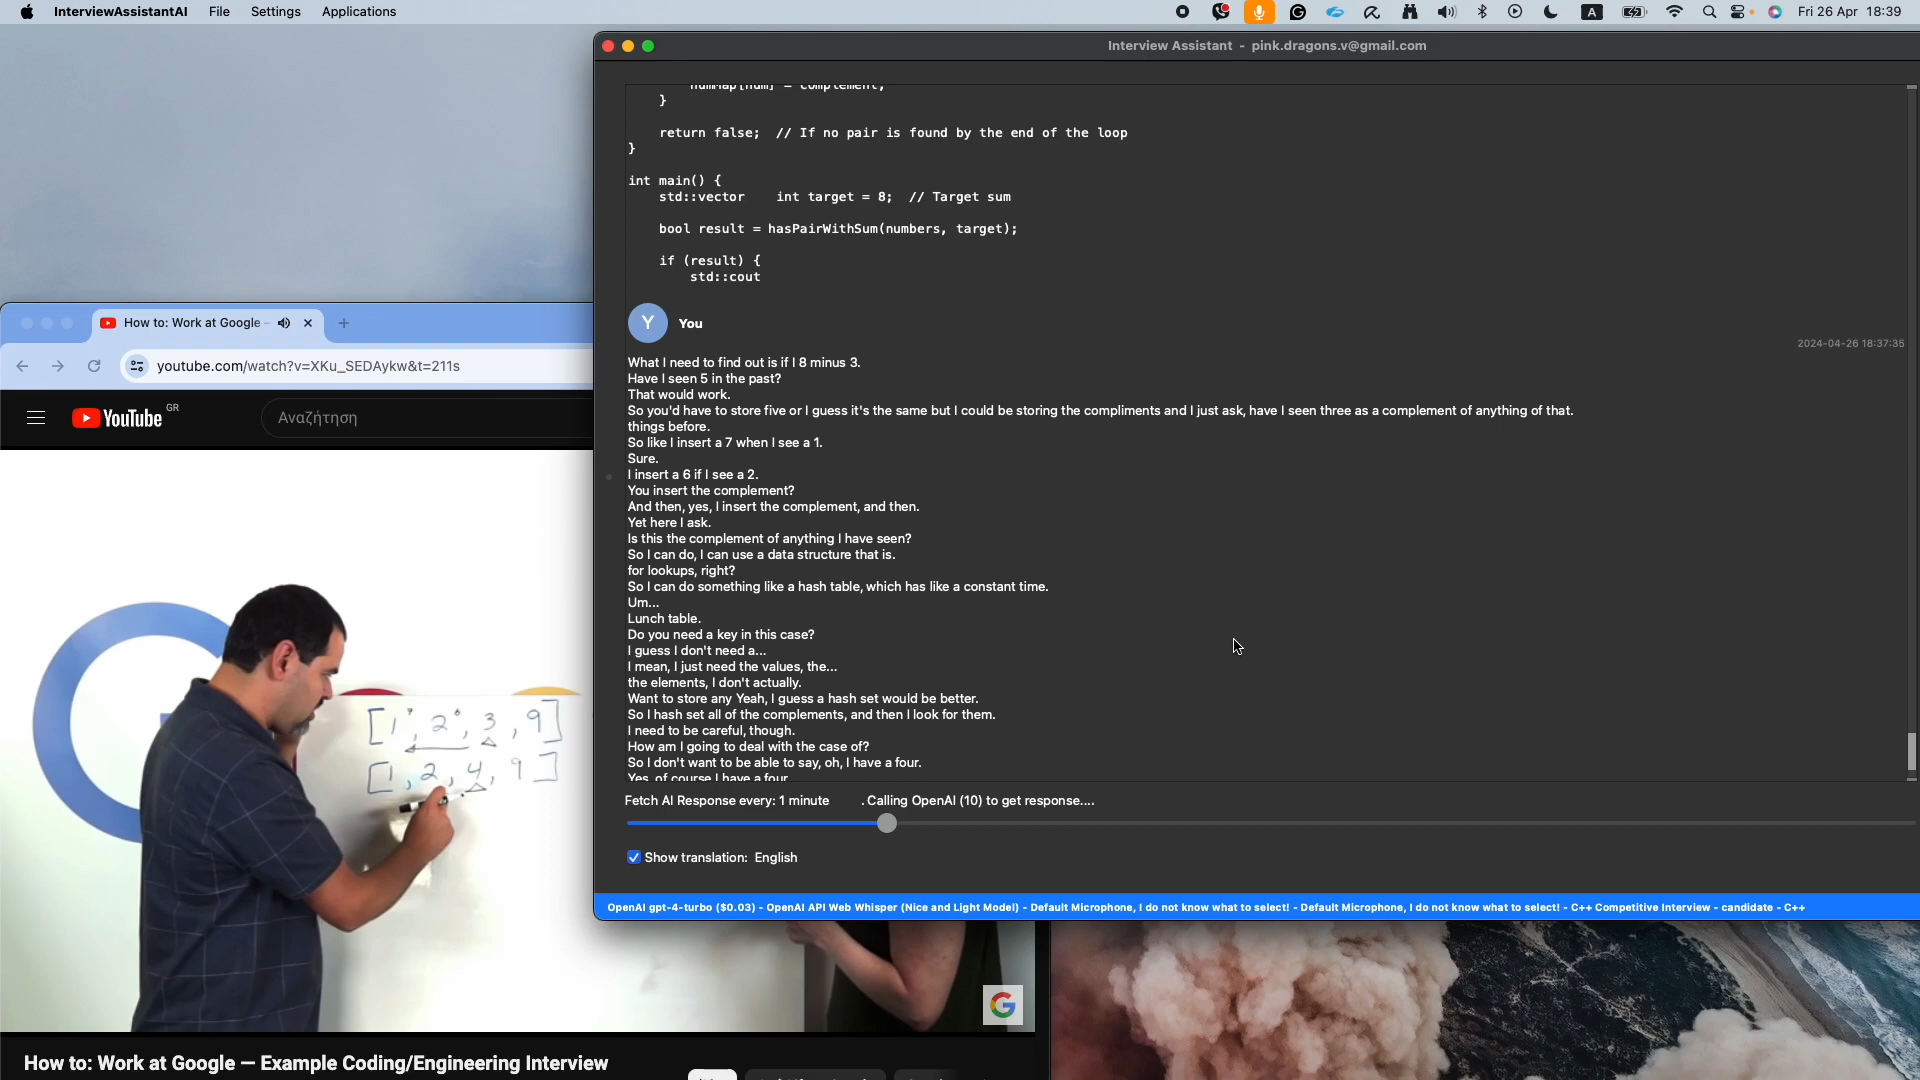 InterviewAssistantAI File Settings Applications
A
Fri 26 Apr 18:39
Interview Assistant - pink.dragons.v@gmail.com
numMap[num] = complement;
}
return false; // If no pair is found by the end of the loop
}
int main() {
std::vector int target = 8; // Target sum
bool result = hasPairWithSum(numbers, target);
if (result) {
std::cout
Y You
2024-04-26 18:37:35
What I need to find out is if I 8 minus 3.
Have I seen 5 in the past?
That would work.
So you'd have to store five or I guess it's the same but I could be storing the compliments and I just ask, have I seen three as a complement of anything of that.
things before.
So like I insert a 7 when I see a 1.
Sure.
I insert a 6 if I see a 2.
You insert the complement?
And then, yes, I insert the complement, and then.
Yet here I ask.
Is this the complement of anything I have seen?
So I can do, I can use a data structure that is.
for lookups, right?
So I can do something like a hash table, which has like a constant time.
Um...
Lunch table.
Do you need a key in this case?
I guess I don't need a...
I mean, I just need the values, the...
the elements, I don't actually.
Want to store any Yeah, I guess a hash set would be better.
So I hash set all of the complements, and then I look for them.
I need to be careful, though.
How am I going to deal with the case of?
So I don't want to be able to say, oh, I have a four.
Yes, of course I have a four
Fetch AI Response every: 1 minute . Calling OpenAI (10) to get response....
Show translation: English
OpenAI gpt-4-turbo ($0.03) - OpenAI API Web Whisper (Nice and Light Model) - Default Microphone, I do not know what to select! - Default Microphone, I do not know what to select! - C++ Competitive Interview - candidate - C++
How to: Work at Google –
youtube.com/watch?v=XKu_SEDAykw&t=211s
YouTube GR
Αναζήτηση
[1, 2, 3, 9]
[1, 2, 4, 9]
G
How to: Work at Google — Example Coding/Engineering Interview